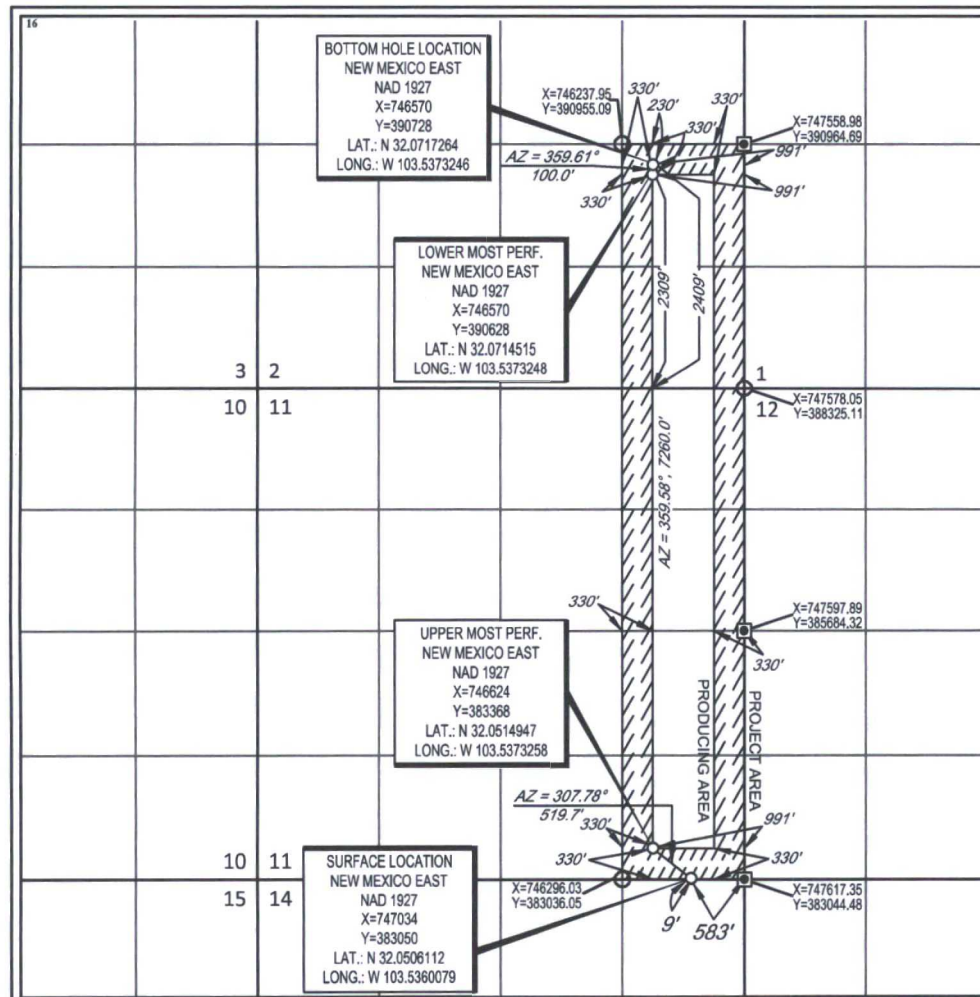 16
BOTTOM HOLE LOCATION
NEW MEXICO EAST
NAD 1927
X=746570
Y=390728
LAT.: N 32.0717264
LONG.: W 103.5373246
X=746237.95
Y=390955.09
330'
230'
330'
330'
X=747558.98
Y=390964.69
991'
991'
AZ = 359.61°
100.0'
330'
LOWER MOST PERF.
NEW MEXICO EAST
NAD 1927
X=746570
Y=390628
LAT.: N 32.0714515
LONG.: W 103.5373248
2309'
2409'
3 2
10 11
1
12
X=747578.05
Y=388325.11
AZ = 359.58°, 7260.0'
330'
X=747597.89
Y=385684.32
330'
UPPER MOST PERF.
NEW MEXICO EAST
NAD 1927
X=746624
Y=383368
LAT.: N 32.0514947
LONG.: W 103.5373258
PRODUCING AREA
PROJECT AREA
AZ = 307.78°
519.7'
330'
991'
330'
330'
10 11
15 14
SURFACE LOCATION
NEW MEXICO EAST
NAD 1927
X=747034
Y=383050
LAT.: N 32.0506112
LONG.: W 103.5360079
X=746296.03
Y=383036.05
9'
583'
X=747617.35
Y=383044.48